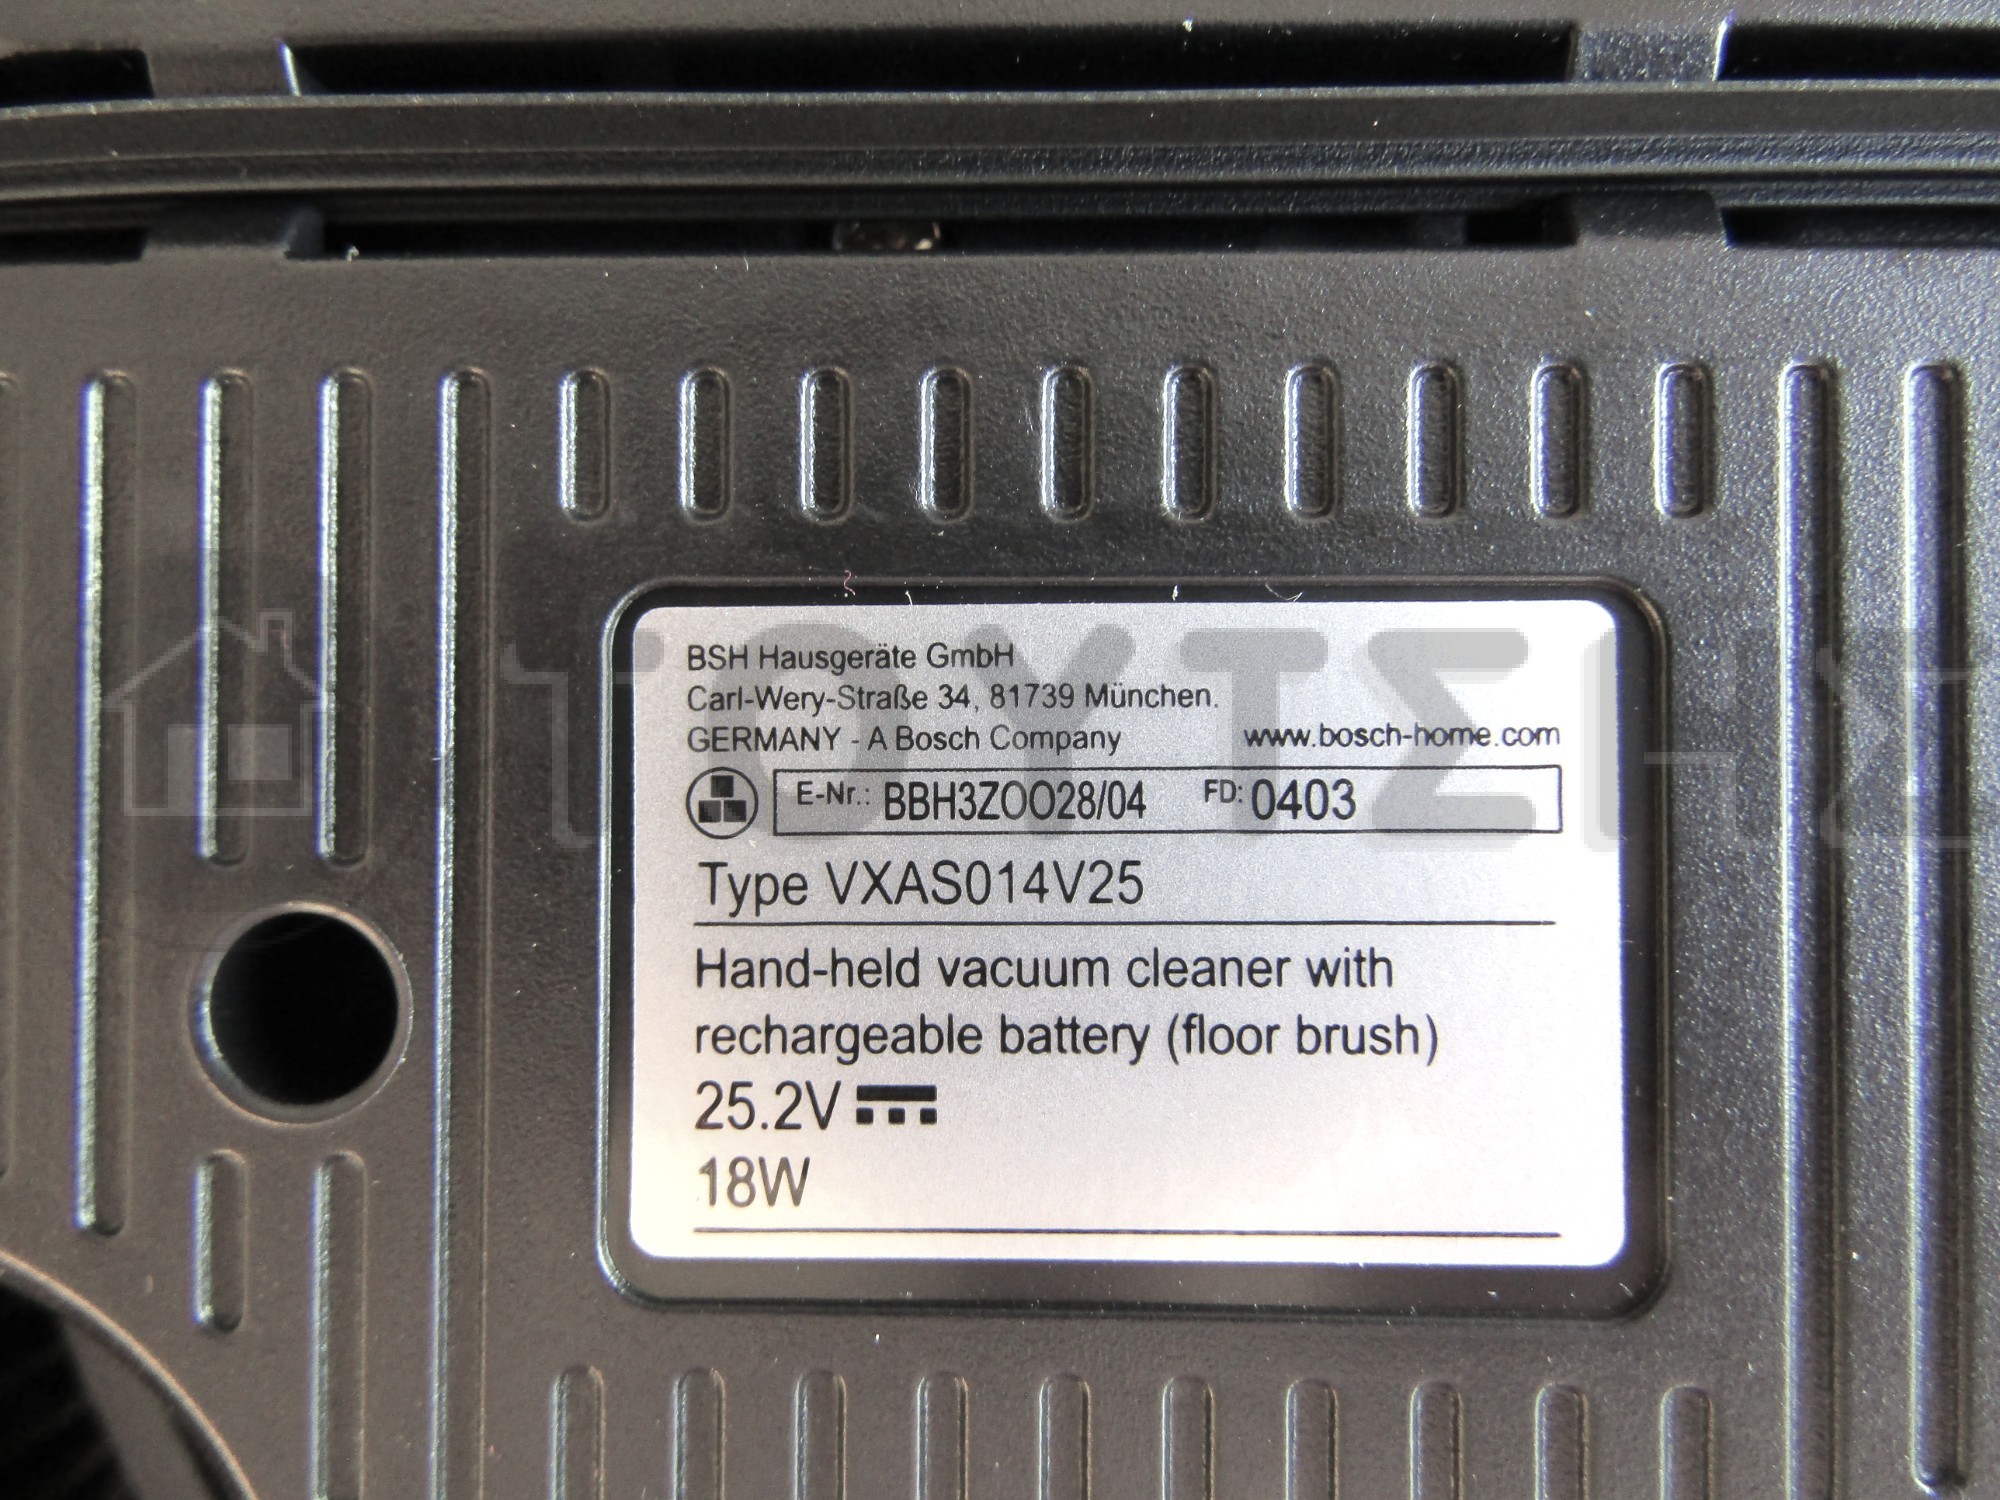 BSH Hausgeräte GmbH
Carl-Wery-Straße 34, 81739 München.
GERMANY - A Bosch Company www.bosch-home.com
E-Nr.: BBH3ZOO28/04 FD: 0403
Type VXAS014V25
Hand-held vacuum cleaner with
rechargeable battery (floor brush)
25.2V
18W